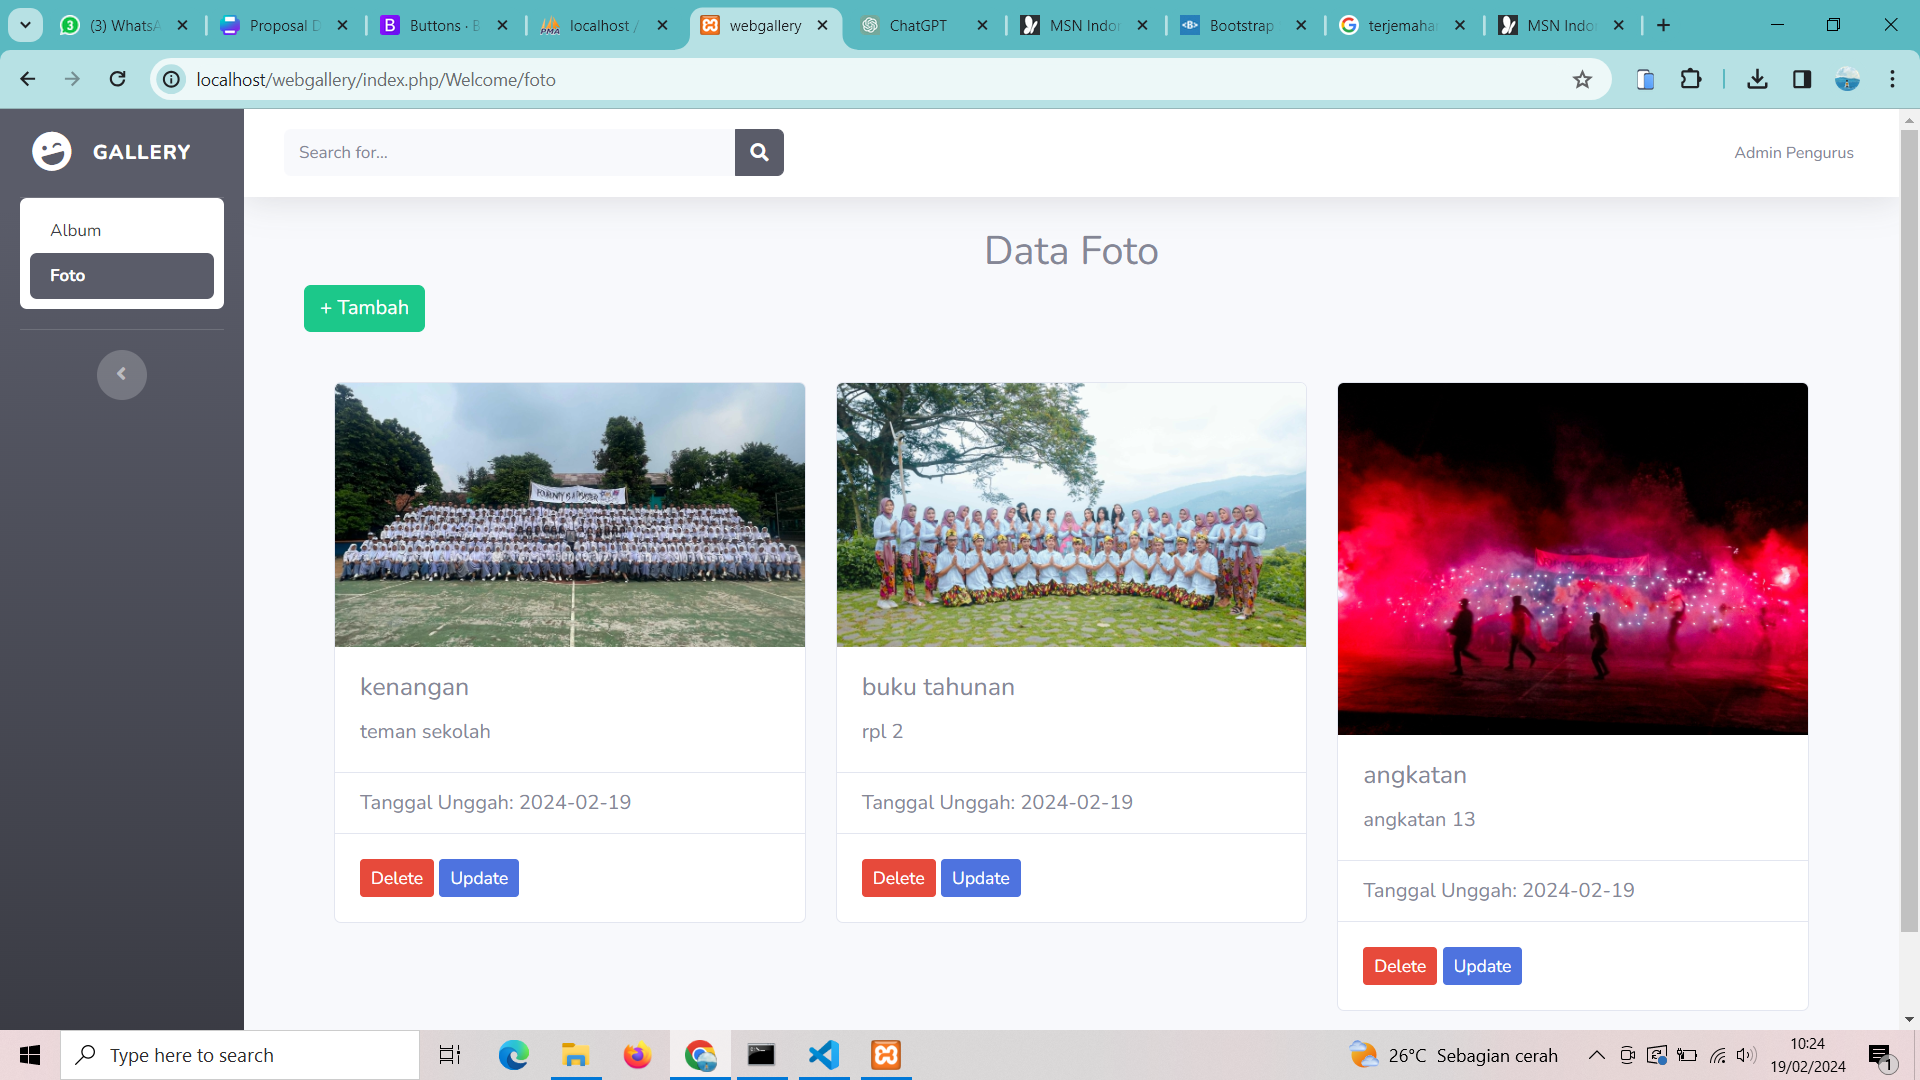 (3) WhatsA
Proposal D
Buttons · B
localhost /
webgallery
ChatGPT
MSN Indon
Bootstrap
terjemahan
MSN Indo
localhost/webgallery/index.php/Welcome/foto
GALLERY
Search for...
Admin Pengurus
Album
Foto
Data Foto
+ Tambah
kenangan
teman sekolah
Tanggal Unggah: 2024-02-19
Delete Update
buku tahunan
rpl 2
Tanggal Unggah: 2024-02-19
Delete Update
angkatan
angkatan 13
Tanggal Unggah: 2024-02-19
Delete Update
Type here to search
26°C Sebagian cerah
10:24
19/02/2024
1